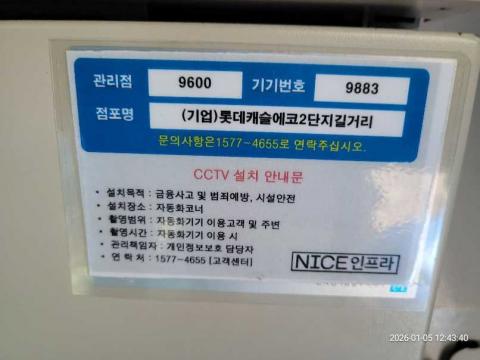 관리점 9600 기기번호 9883
점포명 (기업)롯데캐슬에코2단지길거리
문의사항은1577-4655로 연락주십시오.
CCTV 설치 안내문
• 설치목적 : 금융사고 및 범죄예방, 시설안전
• 설치장소 : 자동화코너
• 촬영범위 : 자동화기기 이용고객 및 주변
• 촬영시간 : 자동화기기 이용 시
• 관리책임자 : 개인정보보호 담당자
• 연 락 처 : 1577-4655 [고객센터]
NICE인프라
2026-01-05 12:43:40